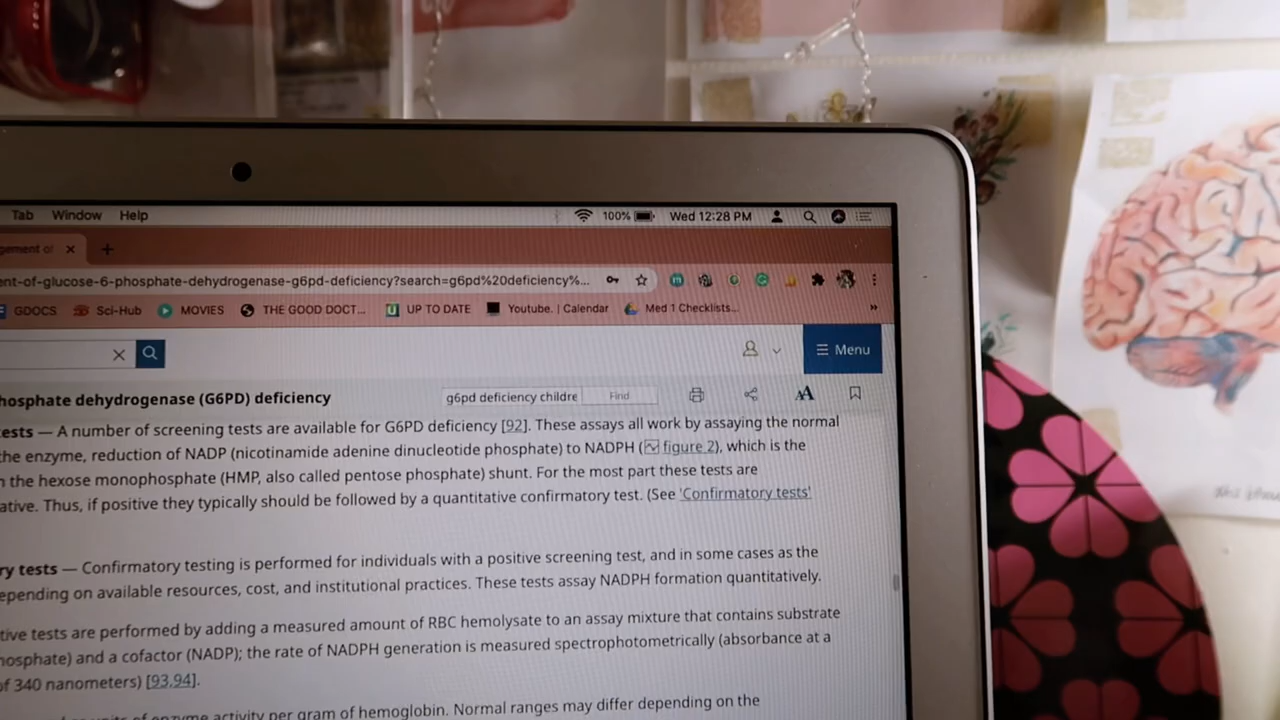 Tab Window Help 100% Wed 12:28 PM
gement of
ent-of-glucose-6-phosphate-dehydrogenase-g6pd-deficiency?search=g6pd%20deficiency%...
GDOCS Sci-Hub MOVIES THE GOOD DOCT... UP TO DATE Youtube. | Calendar Med 1 Checklists... »
Menu
hosphate dehydrogenase (G6PD) deficiency g6pd deficiency childre Find AA
ests — A number of screening tests are available for G6PD deficiency [92]. These assays all work by assaying the normal
the enzyme, reduction of NADP (nicotinamide adenine dinucleotide phosphate) to NADPH (figure 2), which is the
n the hexose monophosphate (HMP, also called pentose phosphate) shunt. For the most part these tests are
ative. Thus, if positive they typically should be followed by a quantitative confirmatory test. (See 'Confirmatory tests'
ry tests — Confirmatory testing is performed for individuals with a positive screening test, and in some cases as the
epending on available resources, cost, and institutional practices. These tests assay NADPH formation quantitatively.
tive tests are performed by adding a measured amount of RBC hemolysate to an assay mixture that contains substrate
hosphate) and a cofactor (NADP); the rate of NADPH generation is measured spectrophotometrically (absorbance at a
of 340 nanometers) [93,94].
units of enzyme activity per gram of hemoglobin. Normal ranges may differ depending on the